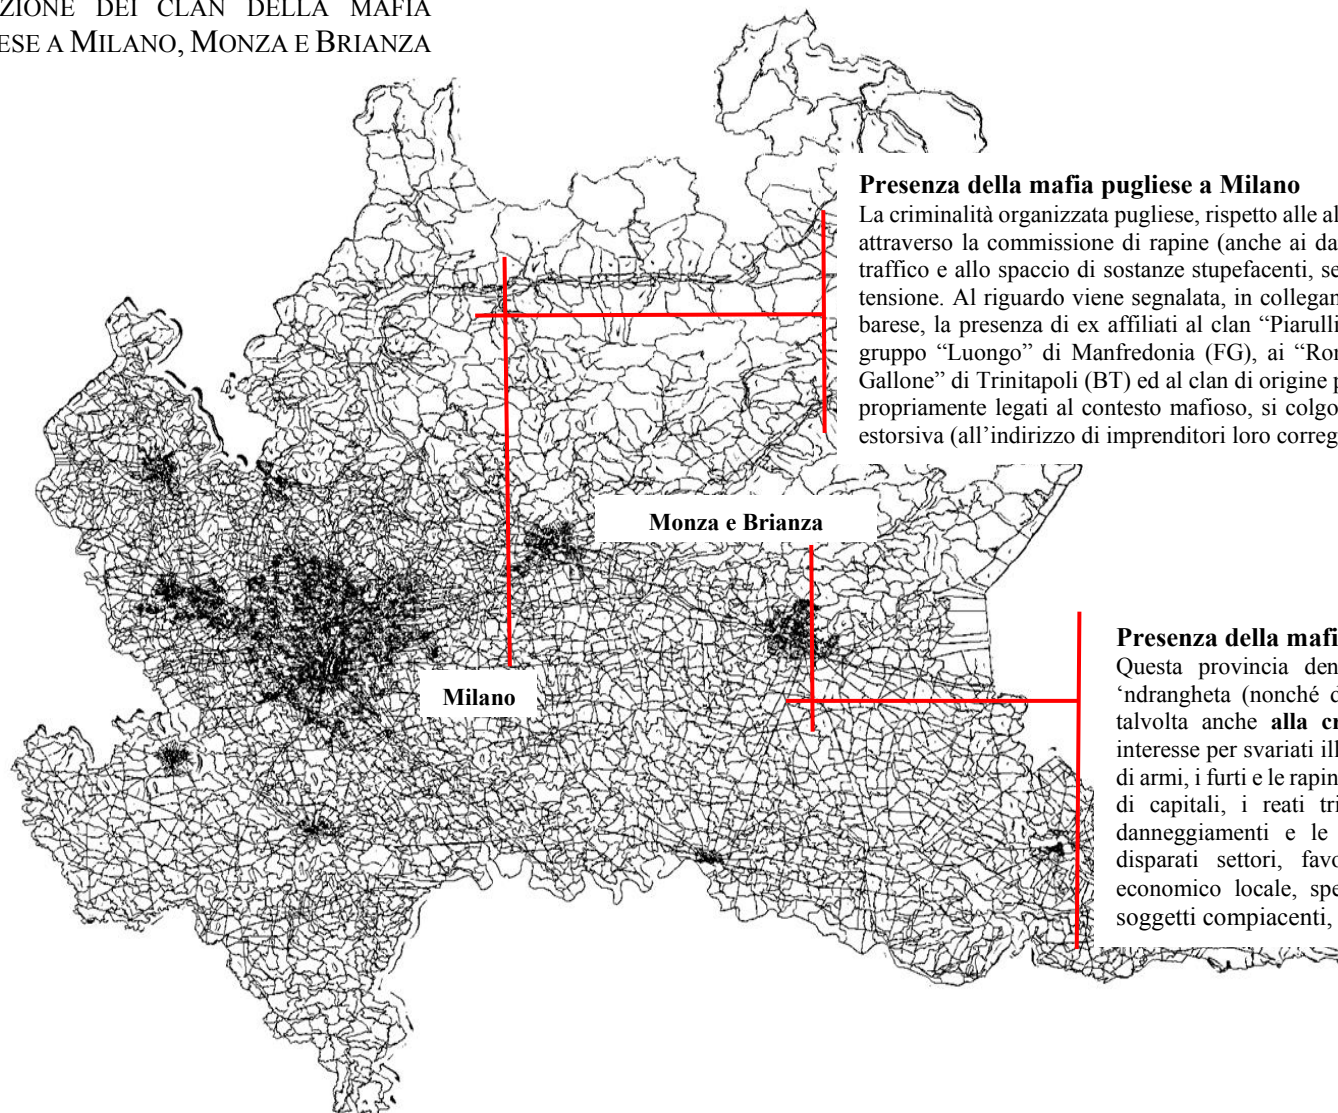 ZIONE DEI CLAN DELLA MAFIA
ESE A MILANO, MONZA E BRIANZA
Presenza della mafia pugliese a Milano
La criminalità organizzata pugliese, rispetto alle al
attraverso la commissione di rapine (anche ai da
traffico e allo spaccio di sostanze stupefacenti, se
tensione. Al riguardo viene segnalata, in collegan
barese, la presenza di ex affiliati al clan “Piarulli
gruppo “Luongo” di Manfredonia (FG), ai “Ron
Gallone” di Trinitapoli (BT) ed al clan di origine p
propriamente legati al contesto mafioso, si colgo
estorsiva (all’indirizzo di imprenditori loro correg
Monza e Brianza
Milano
Presenza della mafi
Questa provincia den
‘ndrangheta (nonché d
talvolta anche alla cr
interesse per svariati ill
di armi, i furti e le rapin
di capitali, i reati tri
danneggiamenti e le
disparati settori, favo
economico locale, spe
soggetti compiacenti,